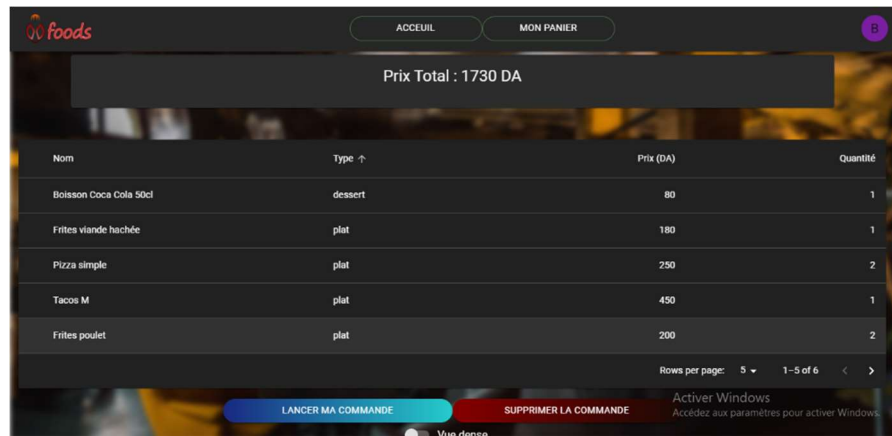 foods
ACCEUIL MON PANIER B
Prix Total : 1730 DA
Nom Type ↑ Prix (DA) Quantité
Boisson Coca Cola 50cl dessert 80 1
Frites viande hachée plat 180 1
Pizza simple plat 250 2
Tacos M plat 450 1
Frites poulet plat 200 2
Rows per page: 5 1–5 of 6 < >
LANCER MA COMMANDE SUPPRIMER LA COMMANDE
Activer Windows
Accédez aux paramètres pour activer Windows.
Vue dense